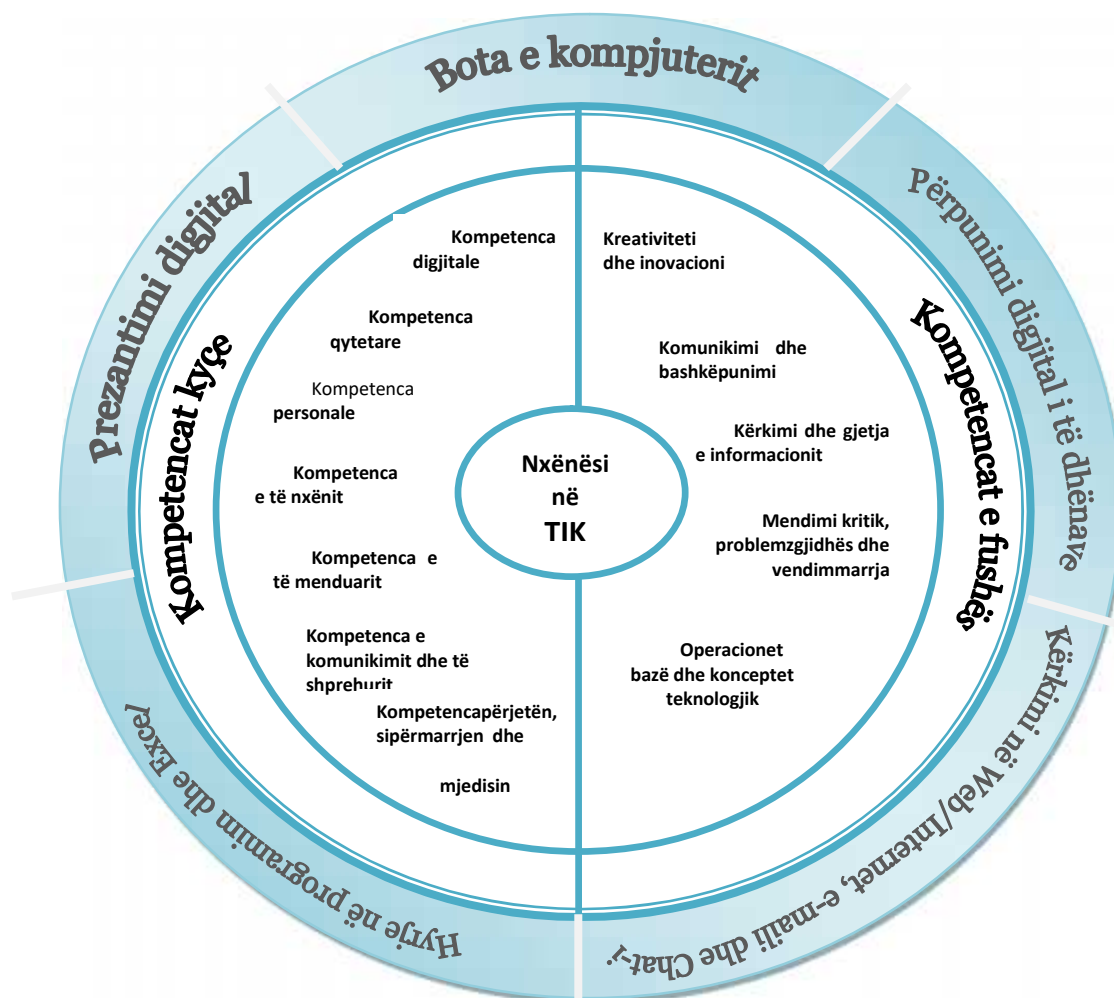 Bota e kompjuterit
Përpunimi digjital i të dhënave
Kërkimi në Web/Internet, e-maili dhe Chat-i
Hyrje në programim dhe Excel
Prezantimi digjital
Kompetencat kyçe
Kompetenca
digjitale
Kompetenca
qytetare
Kompetenca
personale
Kompetenca
e të nxënit
Kompetenca e
të menduarit
Kompetenca e
komunikimit dhe të
shprehurit
Kompetencapërjetën,
sipërmarrjen dhe
mjedisin
Nxënësi
në
TIK
Kreativiteti
dhe inovacioni
Komunikimi dhe
bashkëpunimi
Kërkimi dhe gjetja
e informacionit
Mendimi kritik,
problemzgjidhës dhe
vendimmarrja
Operacionet
bazë dhe konceptet
teknologjik
Kompetencat e fushës